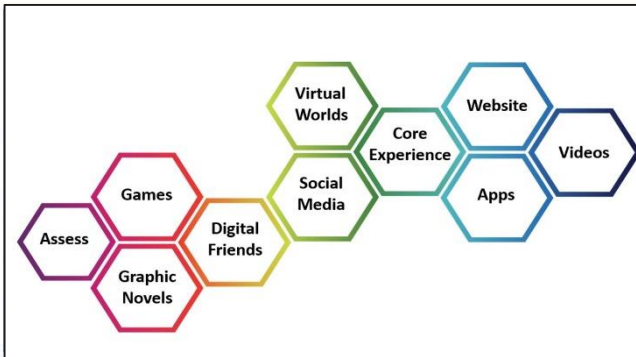 Virtual
Worlds
Website
Core
Experience
Videos
Games
Social
Media
Apps
Assess
Digital
Friends
Graphic
Novels